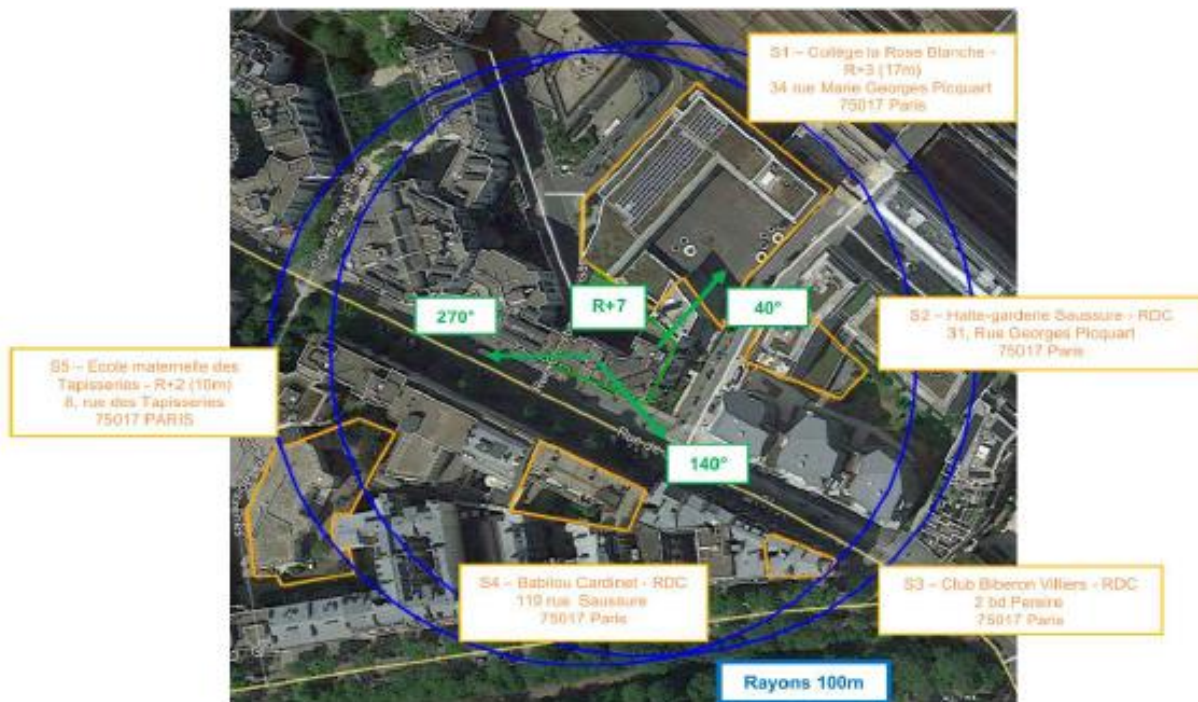 S1 – Collège la Rose Blanche -
R+3 (17m)
34 rue Marie Georges Picquart
75017 Paris
270°
R+7
40°
S2 – Halte-garderie Saussure - RDC
31, Rue Georges Picquart
75017 Paris
S5 – Ecole maternelle des
Tapisseries - R+2 (10m)
8, rue des Tapisseries
75017 PARIS
140°
S4 – Babilou Cardinet - RDC
119 rue Saussure
75017 Paris
S3 – Club Biberon Villiers - RDC
2 bd Pereire
75017 Paris
Rayons 100m